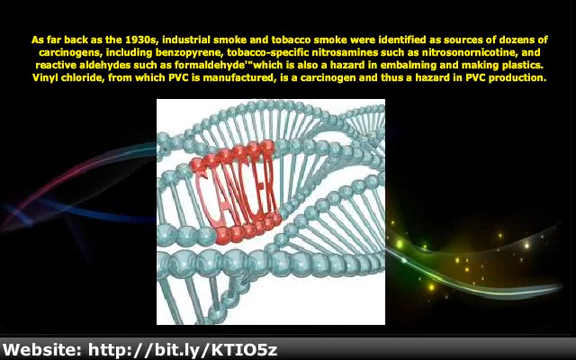 As far back as the 1930s, industrial smoke and tobacco smoke were identified as sources of dozens of
carcinogens, including benzopyrene, tobacco-specific nitrosamines such as nitrosonornicotine, and
reactive aldehydes such as formaldehyde'"which is also a hazard in embalming and making plastics.
Vinyl chloride, from which PVC is manufactured, is a carcinogen and thus a hazard in PVC production.
CANCER
Website: http://bit.ly/KTIO5z